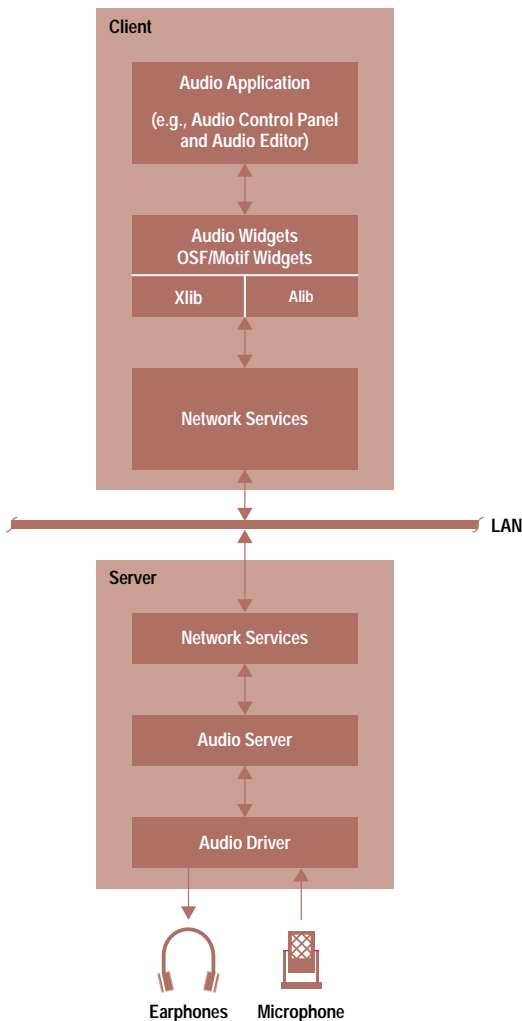 Client
Audio Application
(e.g., Audio Control Panel
and Audio Editor)
Audio Widgets
OSF/Motif Widgets
Xlib
Alib
Network Services
LAN
Server
Network Services
Audio Server
Audio Driver
Earphones
Microphone